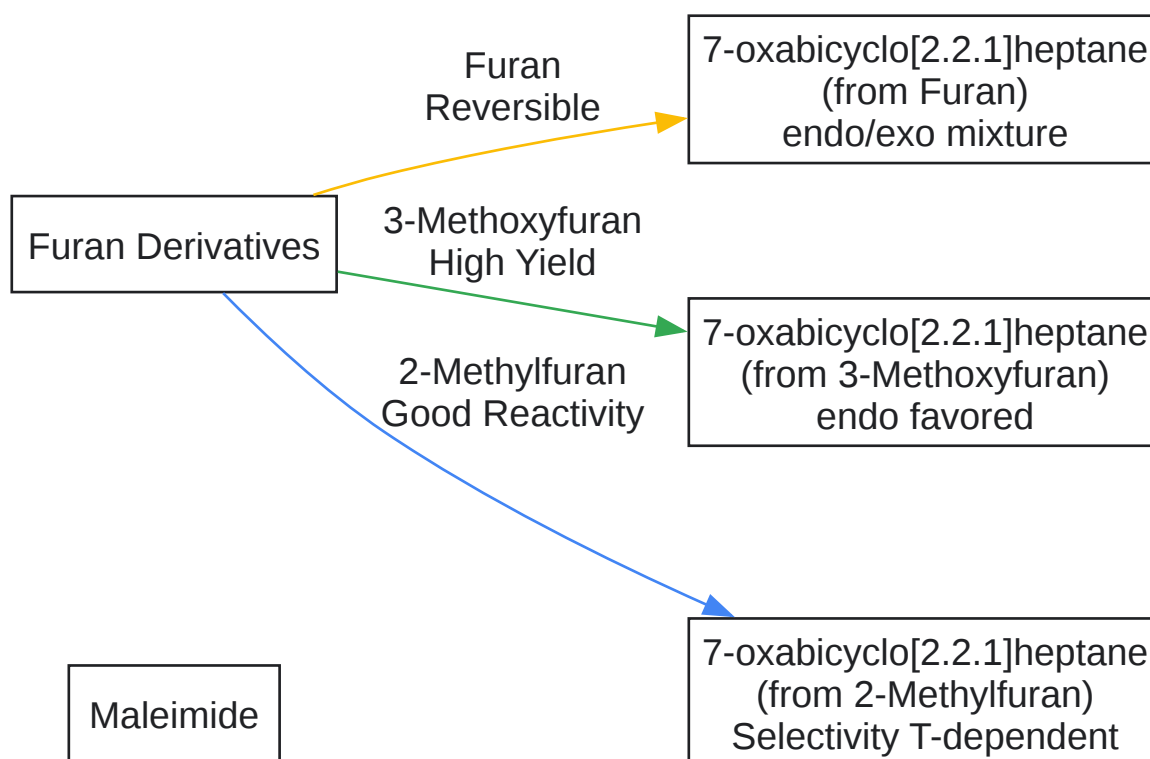 Furan
Reversible
7-oxabicyclo[2.2.1]heptane
(from Furan)
endo/exo mixture
Furan Derivatives
3-Methoxyfuran
High Yield
7-oxabicyclo[2.2.1]heptane
(from 3-Methoxyfuran)
endo favored
2-Methylfuran
Good Reactivity
7-oxabicyclo[2.2.1]heptane
(from 2-Methylfuran)
Selectivity T-dependent
Maleimide